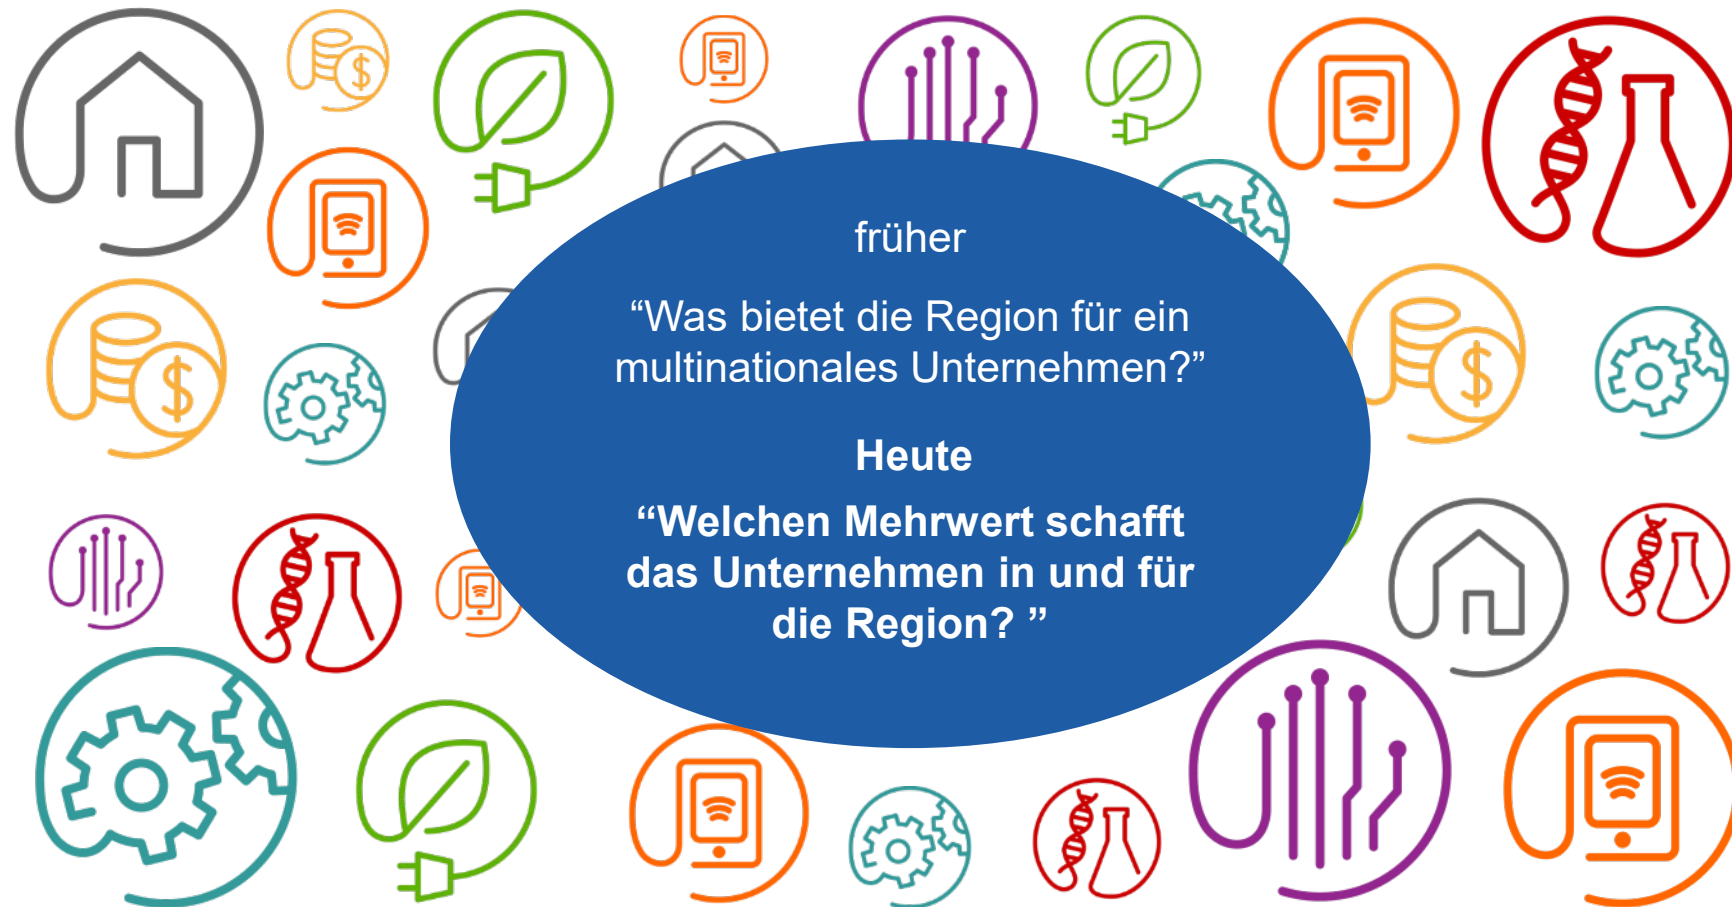 früher
“Was bietet die Region für ein
multinationales Unternehmen?”
Heute
“Welchen Mehrwert schafft
das Unternehmen in und für
die Region? ”